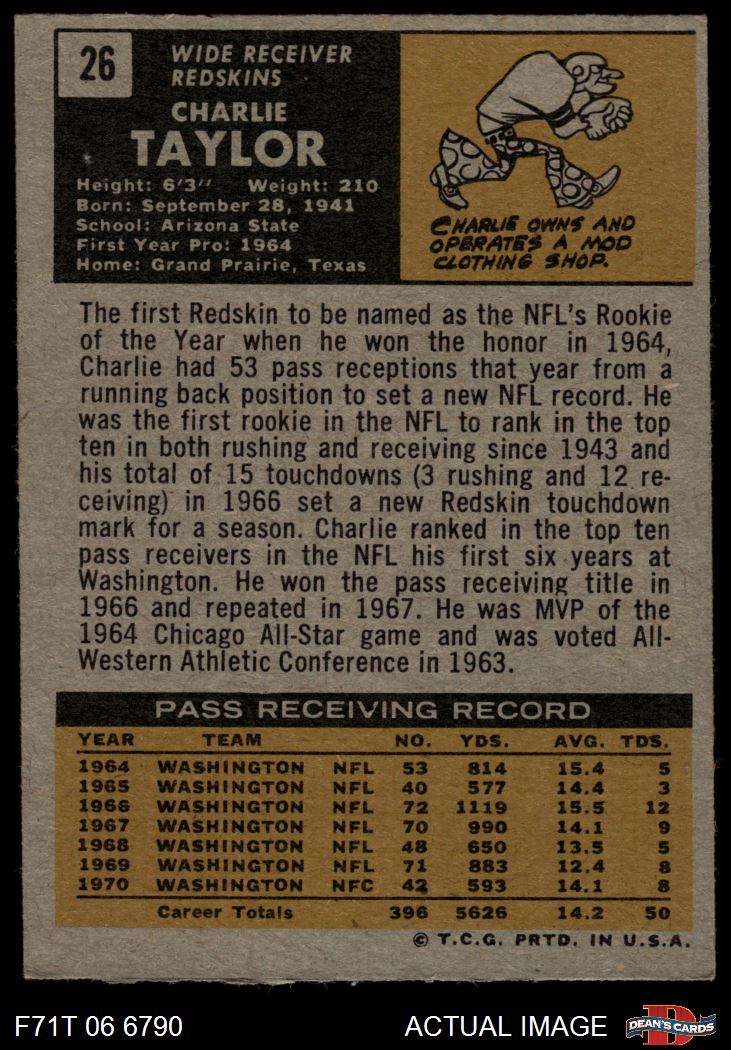 26
WIDE RECEIVER
REDSKINS
CHARLIE
TAYLOR
Height: 6'3" Weight: 210
Born: September 28, 1941
School: Arizona State
First Year Pro: 1964
Home: Grand Prairie, Texas
CHARLIE OWNS AND
OPERATES A MOD
CLOTHING SHOP.
The first Redskin to be named as the NFL's Rookie
of the Year when he won the honor in 1964,
Charlie had 53 pass receptions that year from a
running back position to set a new NFL record. He
was the first rookie in the NFL to rank in the top
ten in both rushing and receiving since 1943 and
his total of 15 touchdowns (3 rushing and 12 re-
ceiving) in 1966 set a new Redskin touchdown
mark for a season. Charlie ranked in the top ten
pass receivers in the NFL his first six years at
Washington. He won the pass receiving title in
1966 and repeated in 1967. He was MVP of the
1964 Chicago All-Star game and was voted All-
Western Athletic Conference in 1963.
PASS RECEIVING RECORD
YEAR TEAM NO. YDS. AVG. TDS.
1964 WASHINGTON NFL 53 814 15.4 5
1965 WASHINGTON NFL 40 577 14.4 3
1966 WASHINGTON NFL 72 1119 15.5 12
1967 WASHINGTON NFL 70 990 14.1 9
1968 WASHINGTON NFL 48 650 13.5 5
1969 WASHINGTON NFL 71 883 12.4 8
1970 WASHINGTON NFC 42 593 14.1 8
Career Totals 396 5626 14.2 50
© T.C.G. PRTD. IN U.S.A.
F71T 06 6790 ACTUAL IMAGE D DEAN'S CARDS